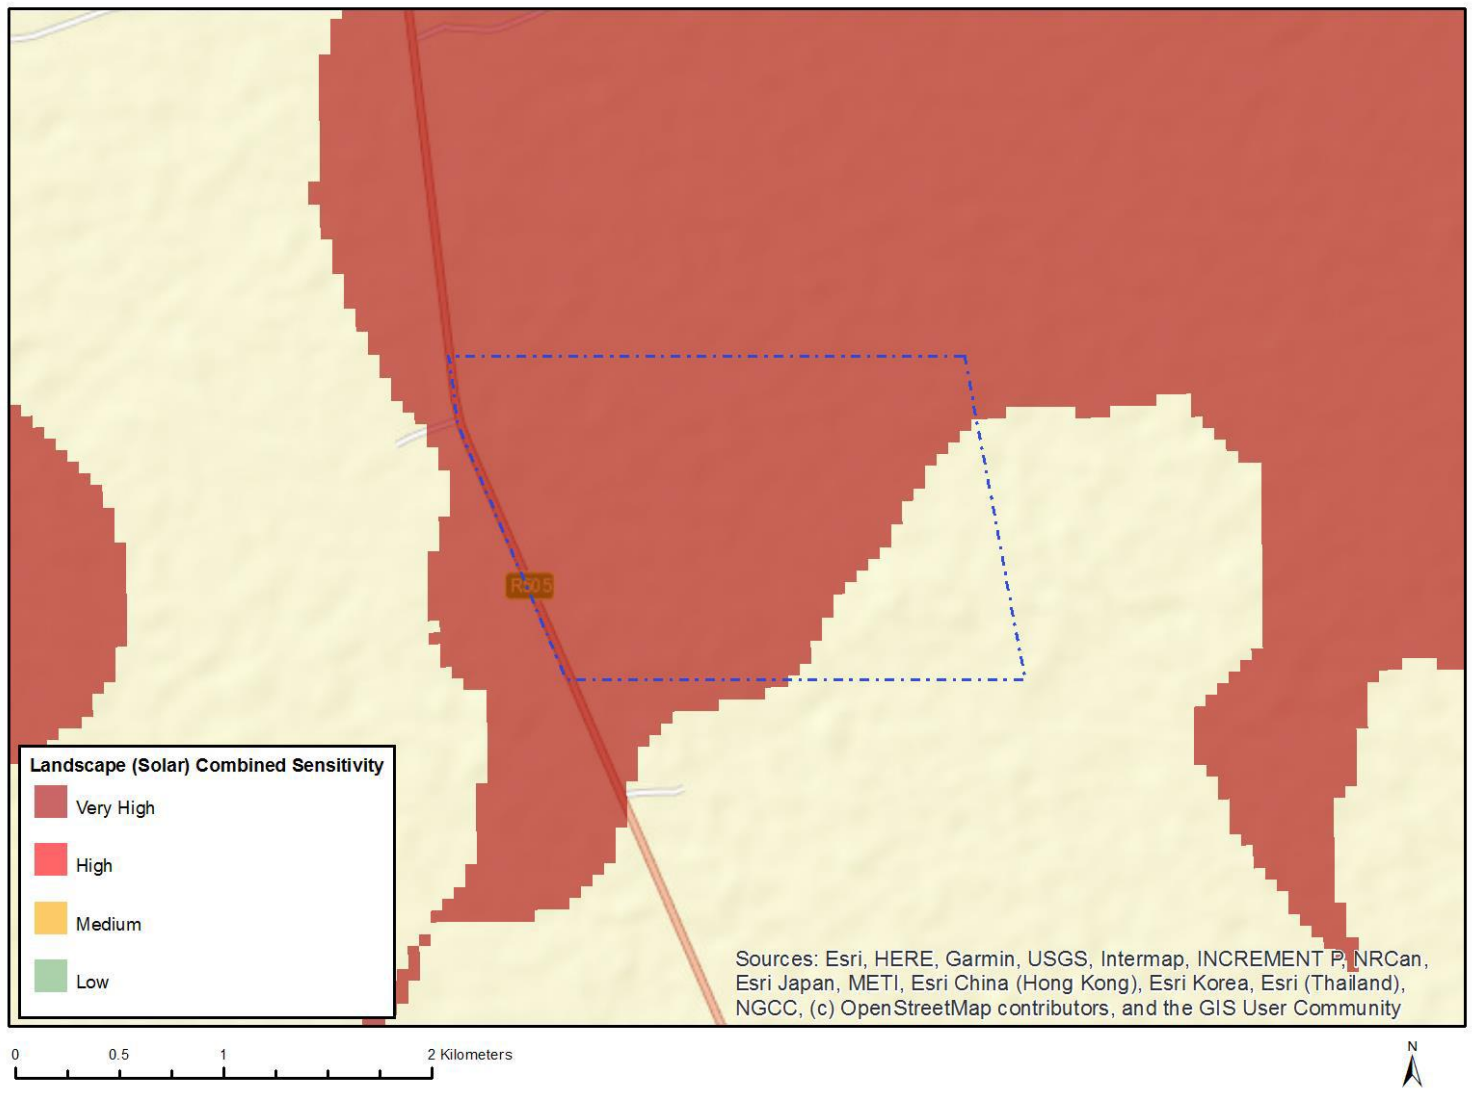 R505
Landscape (Solar) Combined Sensitivity
Very High
High
Medium
Low
Sources: Esri, HERE, Garmin, USGS, Intermap, INCREMENT P, NRCan,
Esri Japan, METI, Esri China (Hong Kong), Esri Korea, Esri (Thailand),
NGCC, (c) OpenStreetMap contributors, and the GIS User Community
0 0.5 1 2 Kilometers
N